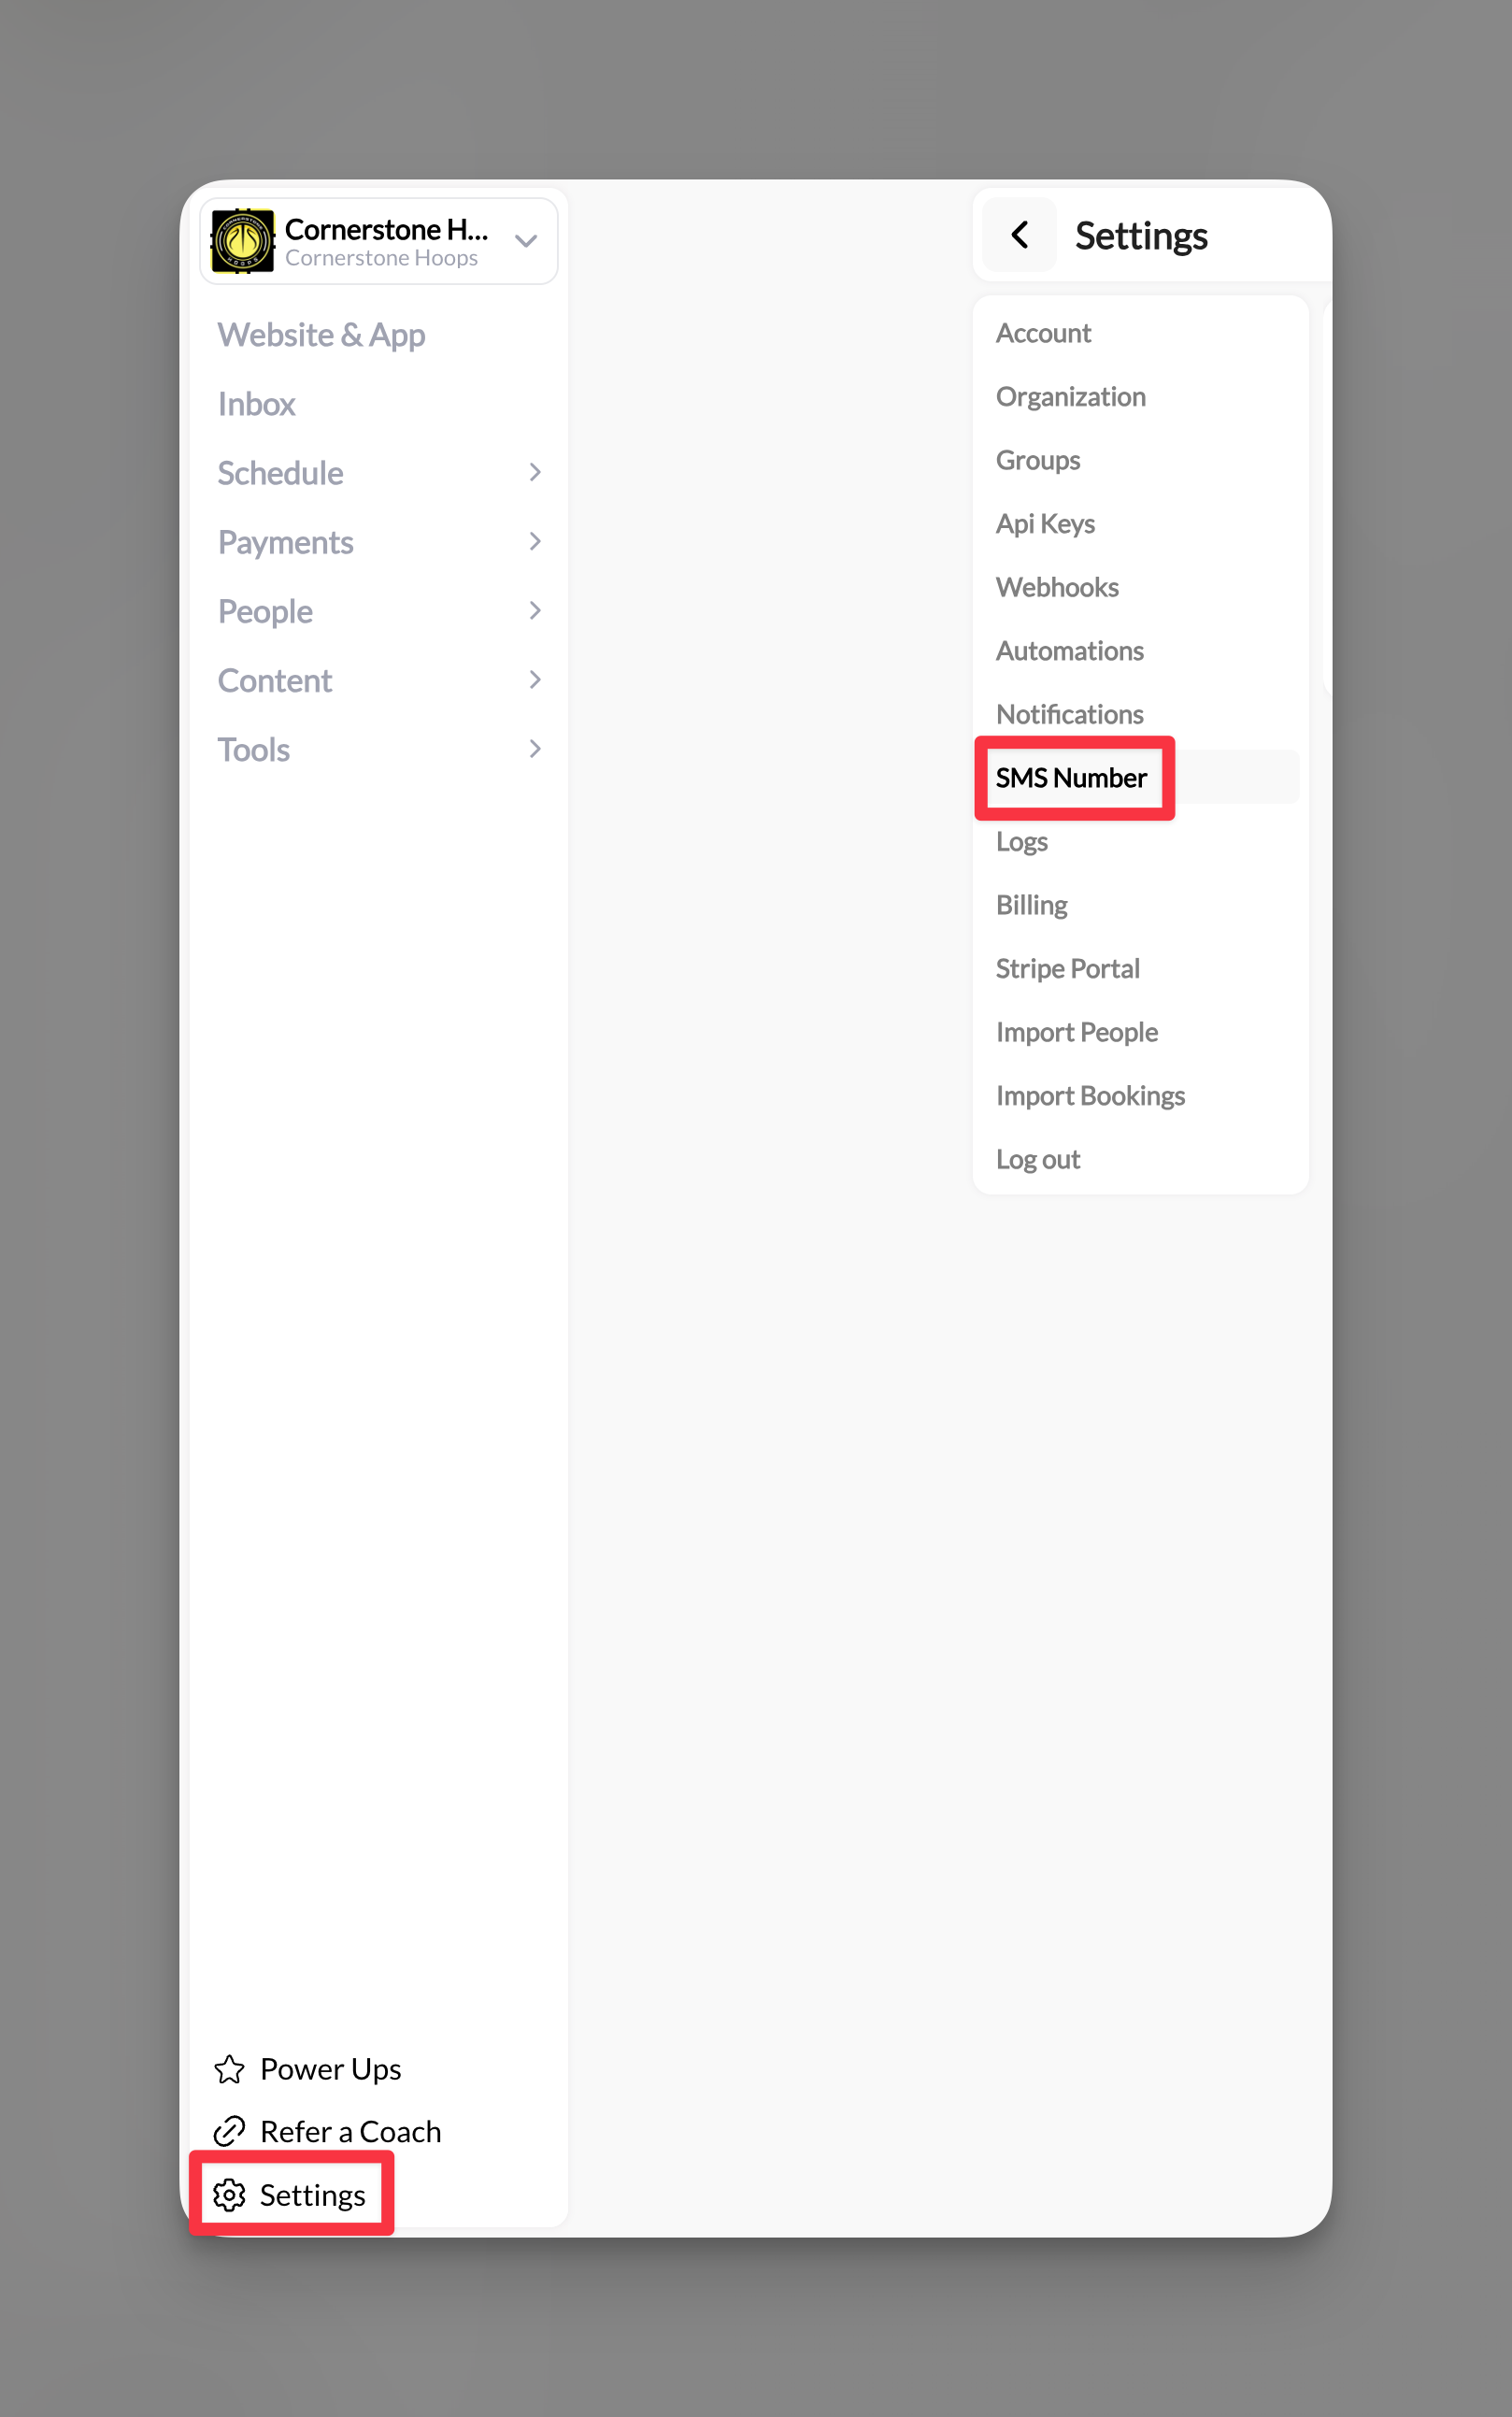 Cornerstone H...
Cornerstone Hoops
Website & App
Inbox
Schedule
Payments
People
Content
Tools
Power Ups
Refer a Coach
Settings
Settings
Account
Organization
Groups
Api Keys
Webhooks
Automations
Notifications
SMS Number
Logs
Billing
Stripe Portal
Import People
Import Bookings
Log out